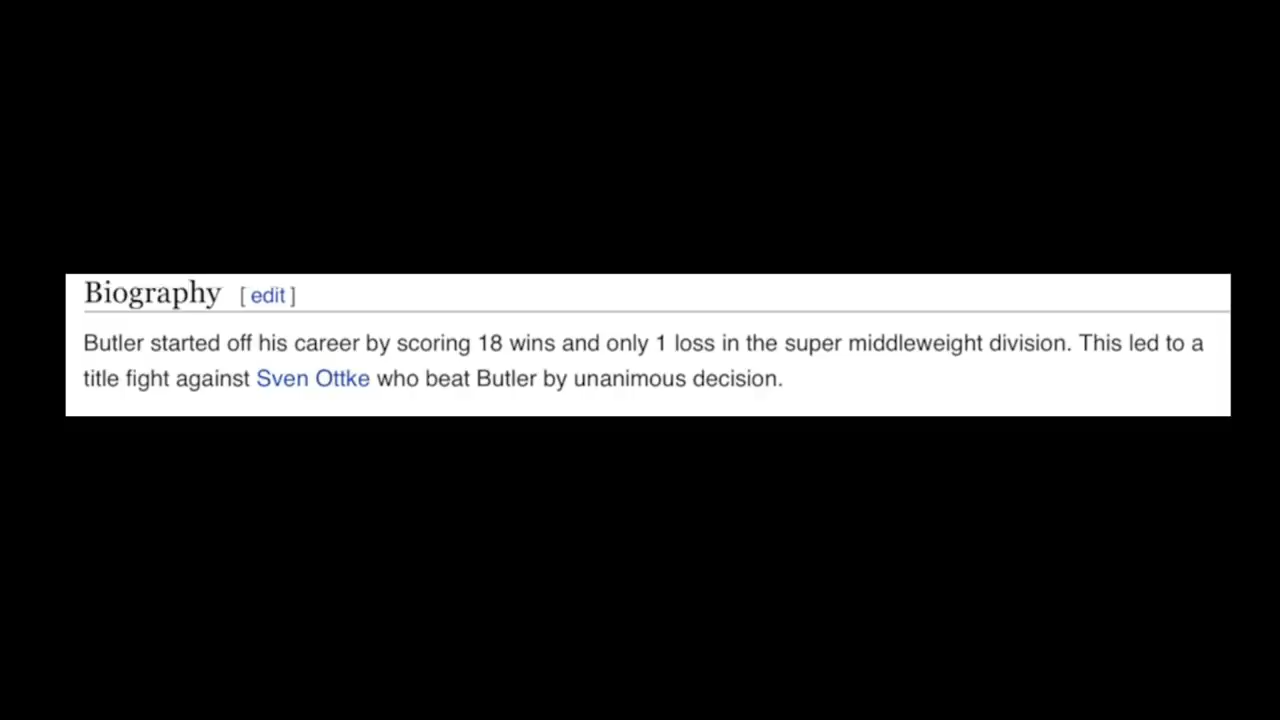 Biography [ edit ]
Butler started off his career by scoring 18 wins and only 1 loss in the super middleweight division. This led to a
title fight against Sven Ottke who beat Butler by unanimous decision.